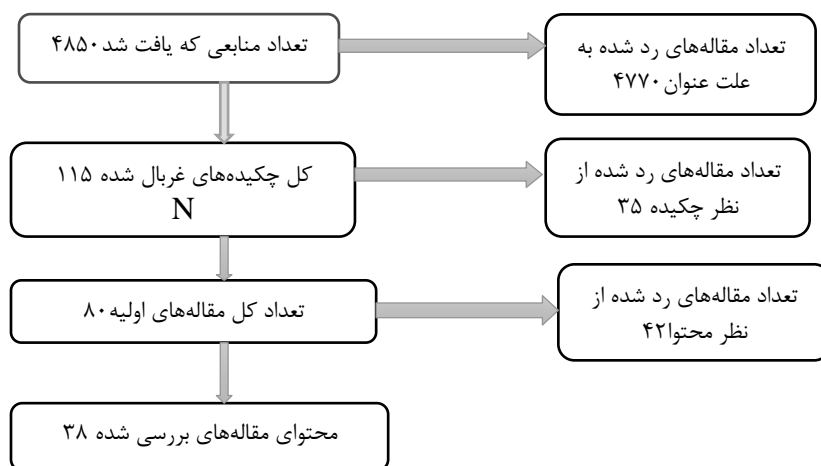 تعداد منابعی که یافت شد۴۸۵۰
تعداد مقاله‌های رد شده به
علت عنوان۴۷۷۰
کل چکیده‌های غربال شده ۱۱۵
N
تعداد مقاله‌های رد شده از
نظر چکیده ۳۵
تعداد کل مقاله‌های اولیه۸۰
تعداد مقاله‌های رد شده از
نظر محتوا۴۲
محتوای مقاله‌های بررسی شده ۳۸